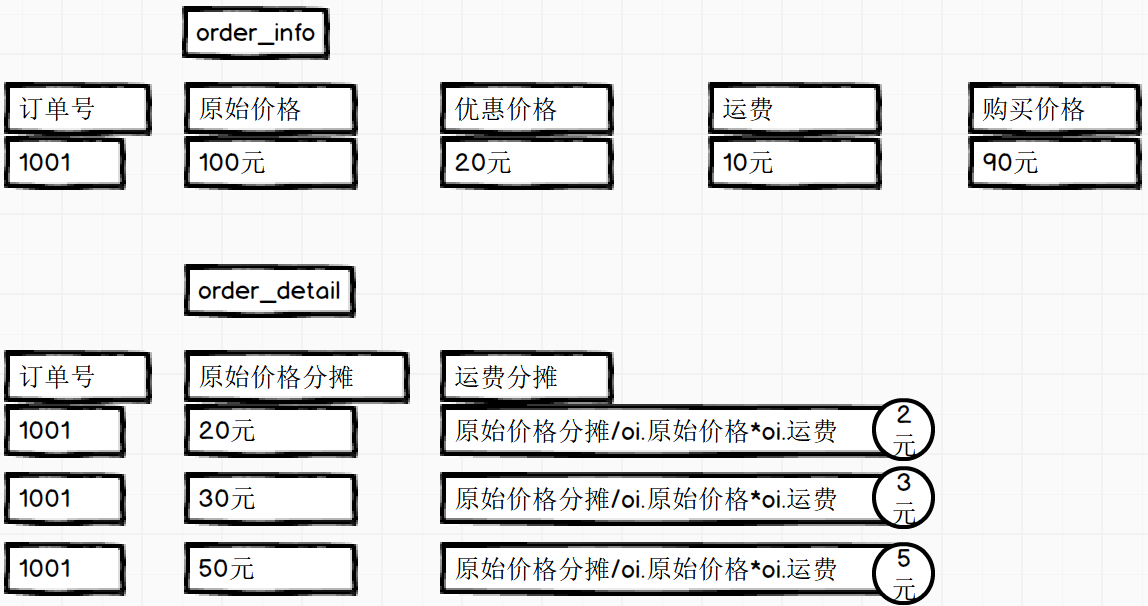 order_info
订单号 原始价格 优惠价格 运费 购买价格
1001 100元 20元 10元 90元
order_detail
订单号 原始价格分摊 运费分摊
1001 20元 原始价格分摊/oi.原始价格*oi.运费 2元
1001 30元 原始价格分摊/oi.原始价格*oi.运费 3元
1001 50元 原始价格分摊/oi.原始价格*oi.运费 5元